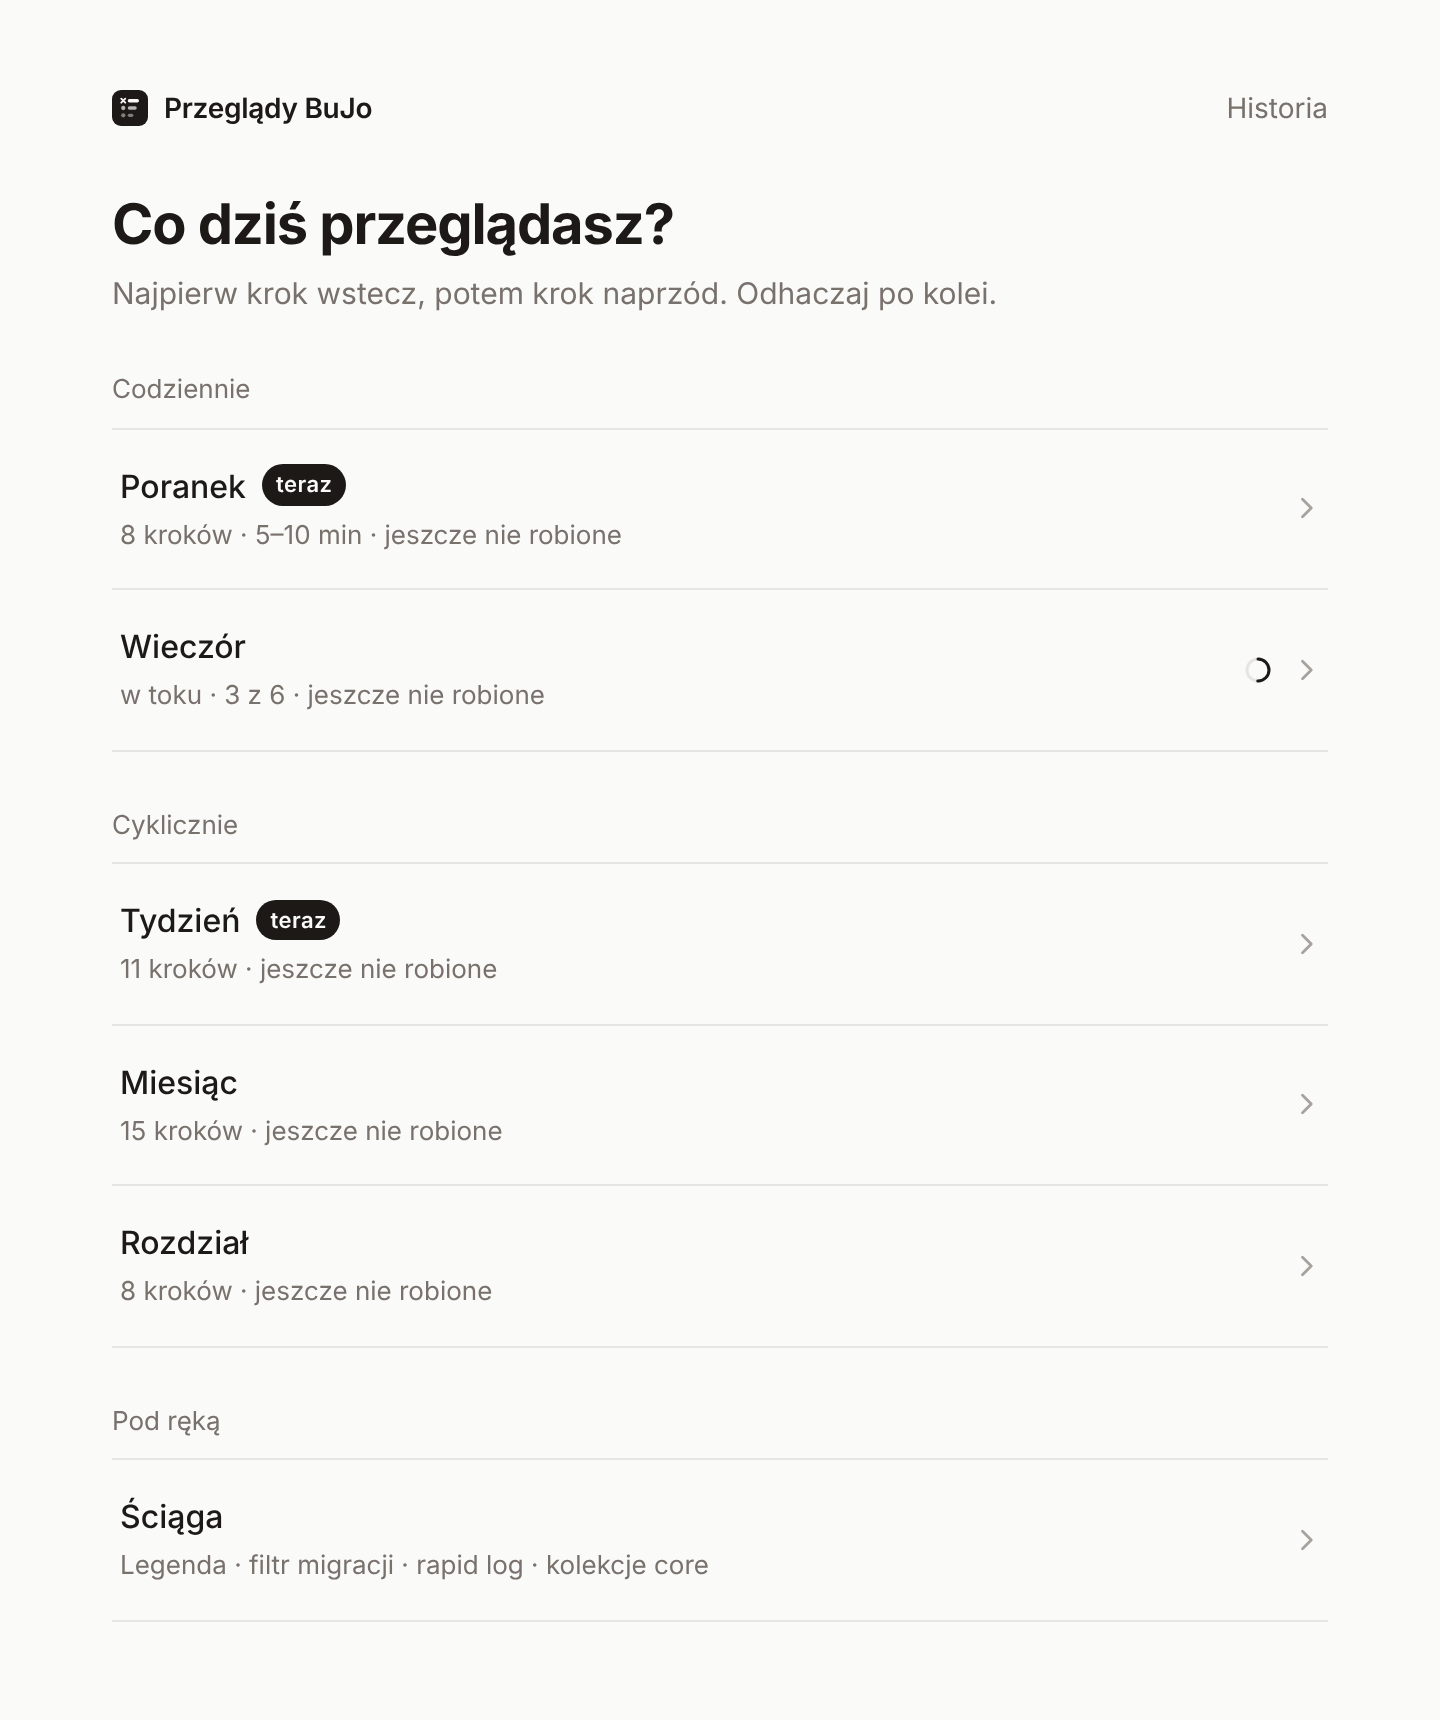 Przeglądy BuJo
Historia
Co dziś przeglądasz?
Najpierw krok wstecz, potem krok naprzód. Odhaczaj po kolei.
Codziennie
Poranek teraz
8 kroków · 5–10 min · jeszcze nie robione
Wieczór
w toku · 3 z 6 · jeszcze nie robione
Cyklicznie
Tydzień teraz
11 kroków · jeszcze nie robione
Miesiąc
15 kroków · jeszcze nie robione
Rozdział
8 kroków · jeszcze nie robione
Pod ręką
Ściąga
Legenda · filtr migracji · rapid log · kolekcje core